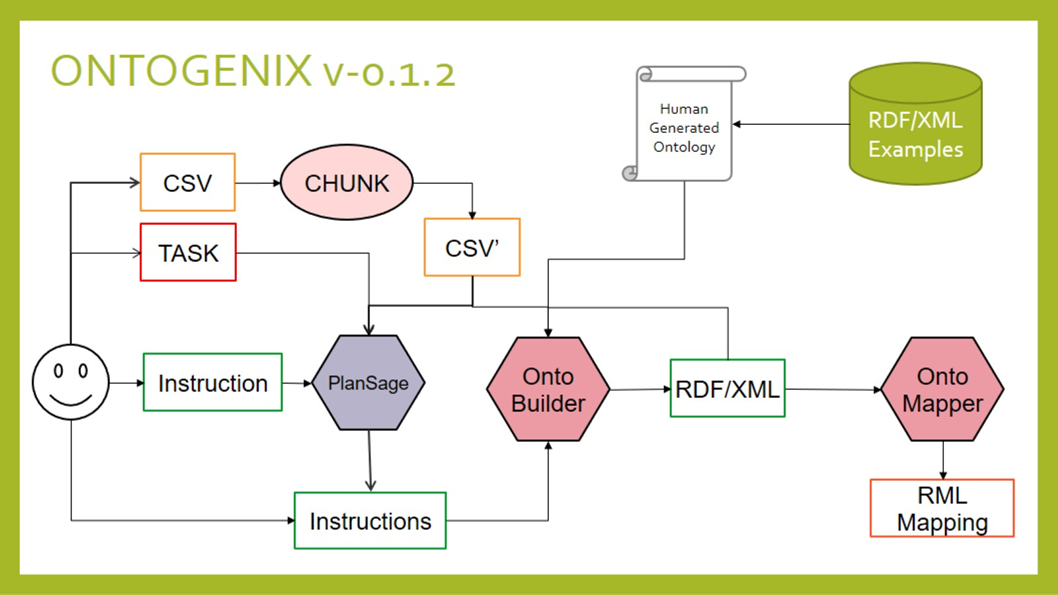 ONTOGENIX v-0.1.2
Human
Generated
Ontology
RDF/XML
Examples
CSV
CHUNK
TASK
CSV’
Instruction
PlanSage
Onto
Builder
RDF/XML
Onto
Mapper
Instructions
RML
Mapping